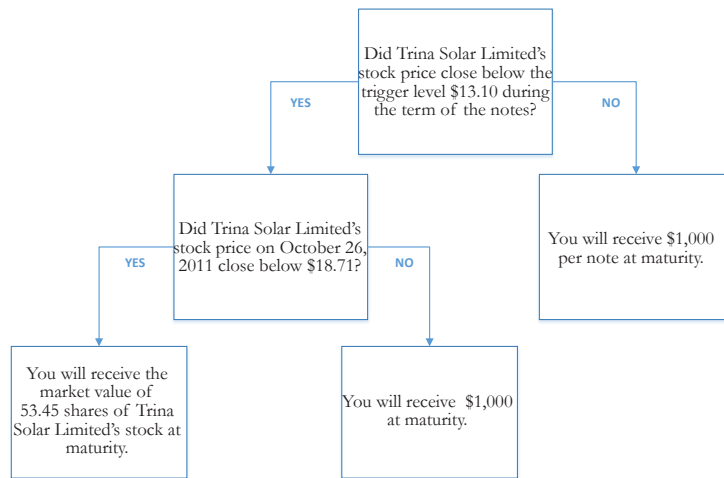 Did Trina Solar Limited's
stock price close below the
trigger level $13.10 during
the term of the notes?
YES
NO
Did Trina Solar Limited's
stock price on October 26,
2011 close below $18.71?
You will receive $1,000
per note at maturity.
YES
NO
You will receive the
market value of
53.45 shares of Trina
Solar Limited's stock at
maturity.
You will receive $1,000
at maturity.